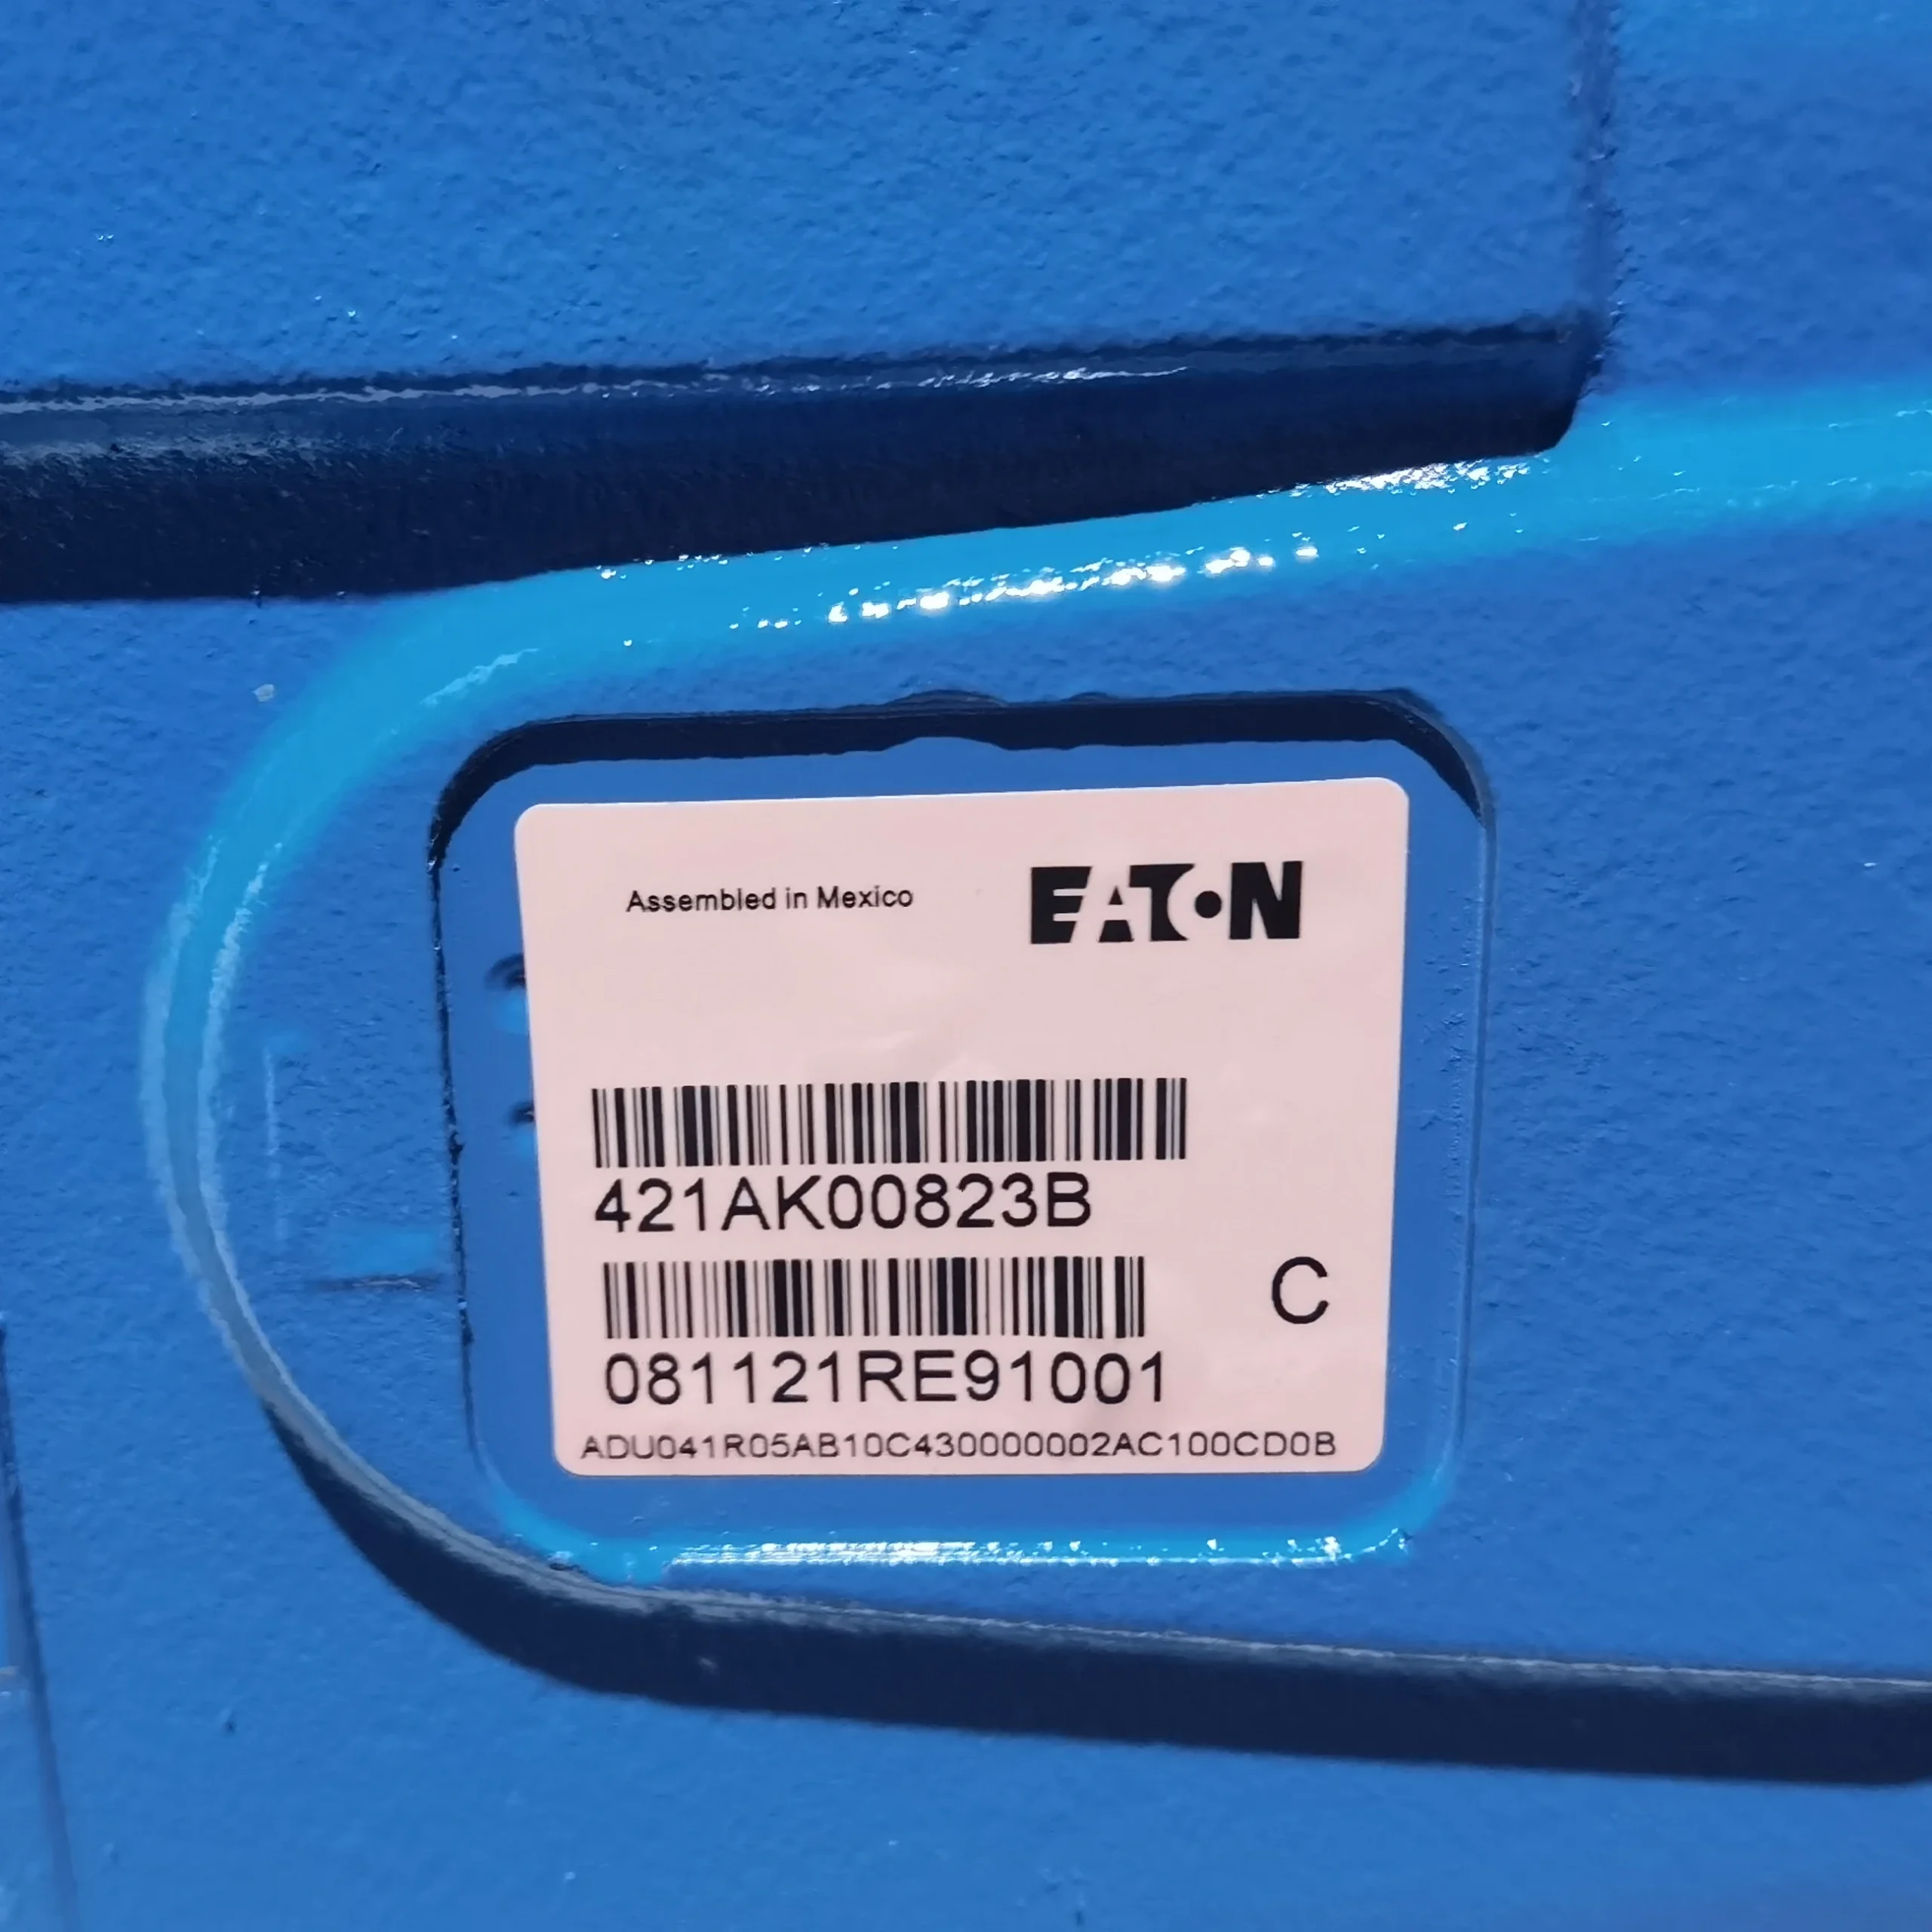 Assembled in Mexico
EATON
421AK00823B
C
081121RE91001
ADU041R05AB10C430000002AC100CD0B